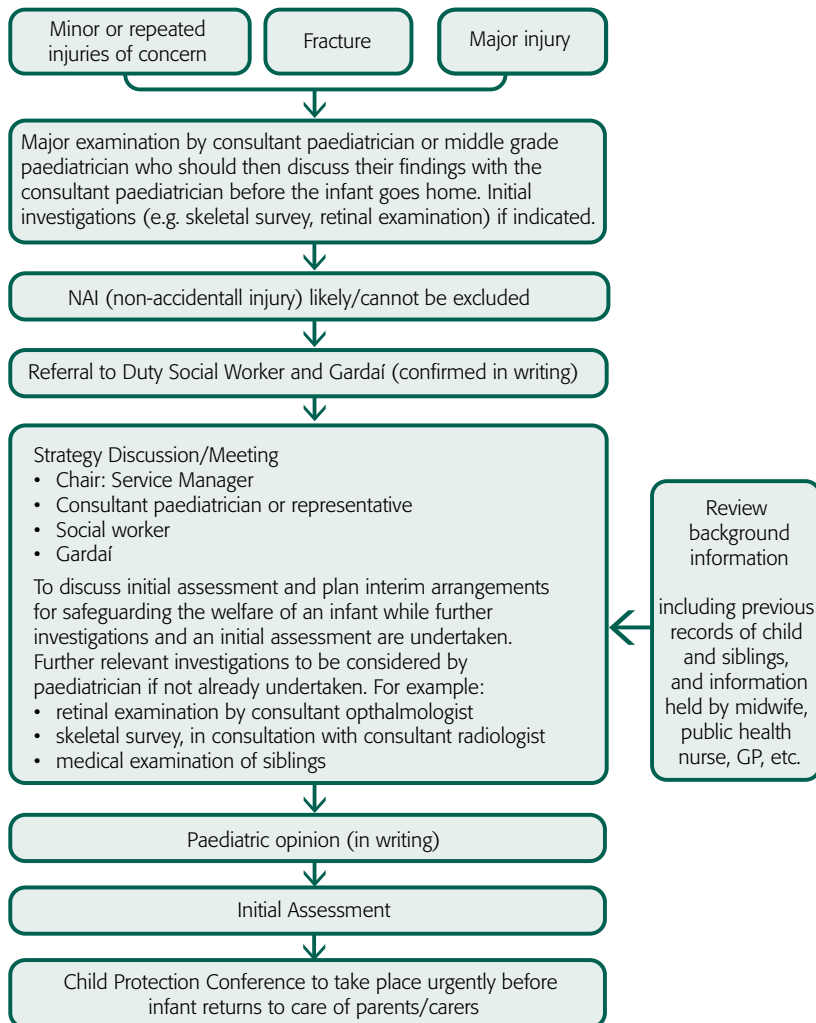 Minor or repeated
injuries of concern
Fracture
Major injury
Major examination by consultant paediatrician or middle grade
paediatrician who should then discuss their findings with the
consultant paediatrician before the infant goes home. Initial
investigations (e.g. skeletal survey, retinal examination) if indicated.
NAI (non-accidentall injury) likely/cannot be excluded
Referral to Duty Social Worker and Gardaí (confirmed in writing)
Strategy Discussion/Meeting
• Chair: Service Manager
• Consultant paediatrician or representative
• Social worker
• Gardaí
To discuss initial assessment and plan interim arrangements
for safeguarding the welfare of an infant while further
investigations and an initial assessment are undertaken.
Further relevant investigations to be considered by
paediatrician if not already undertaken. For example:
• retinal examination by consultant opthalmologist
• skeletal survey, in consultation with consultant radiologist
• medical examination of siblings
Review
background
information
including previous
records of child
and siblings,
and information
held by midwife,
public health
nurse, GP, etc.
Paediatric opinion (in writing)
Initial Assessment
Child Protection Conference to take place urgently before
infant returns to care of parents/carers